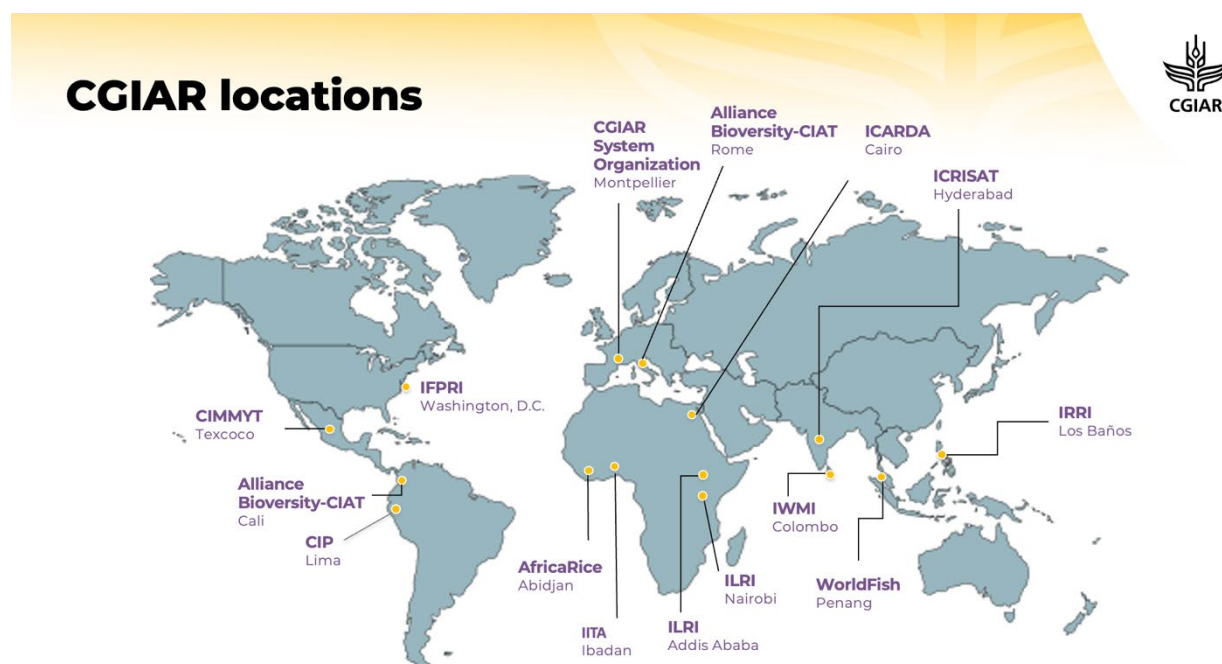 CGIAR locations
CGIAR
CGIAR
System
Organization
Montpellier
Alliance
Bioversity-CIAT
Rome
ICARDA
Cairo
ICRISAT
Hyderabad
IFPRI
Washington, D.C.
CIMMYT
Texcoco
IRRI
Los Baños
Alliance
Bioversity-CIAT
Cali
CIP
Lima
AfricaRice
Abidjan
IITA
Ibadan
ILRI
Addis Ababa
ILRI
Nairobi
IWMI
Colombo
WorldFish
Penang